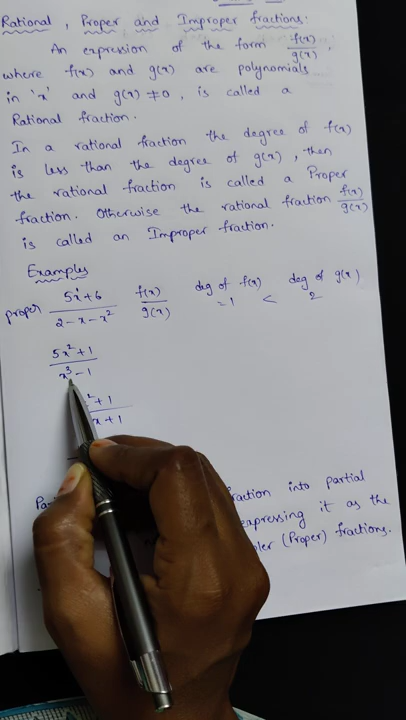 Rational, Proper and Improper fractions:
An expression of the form f(x)/g(x),
where f(x) and g(x) are polynomials
in 'x' and g(x) ≠ 0, is called a
Rational fraction.
In a rational fraction the degree of f(x)
is less than the degree of g(x), then
the rational fraction is called a Proper
fraction. Otherwise the rational fraction f(x)/g(x)
is called an Improper fraction.
Examples
proper (5x+6)/(2-x-x²) f(x)/g(x) deg of f(x) =1 < deg of g(x) 2
(5x²+1)/(x³-1)
² +1
x+1
into partial
expressing it as the
(Proper) fractions.